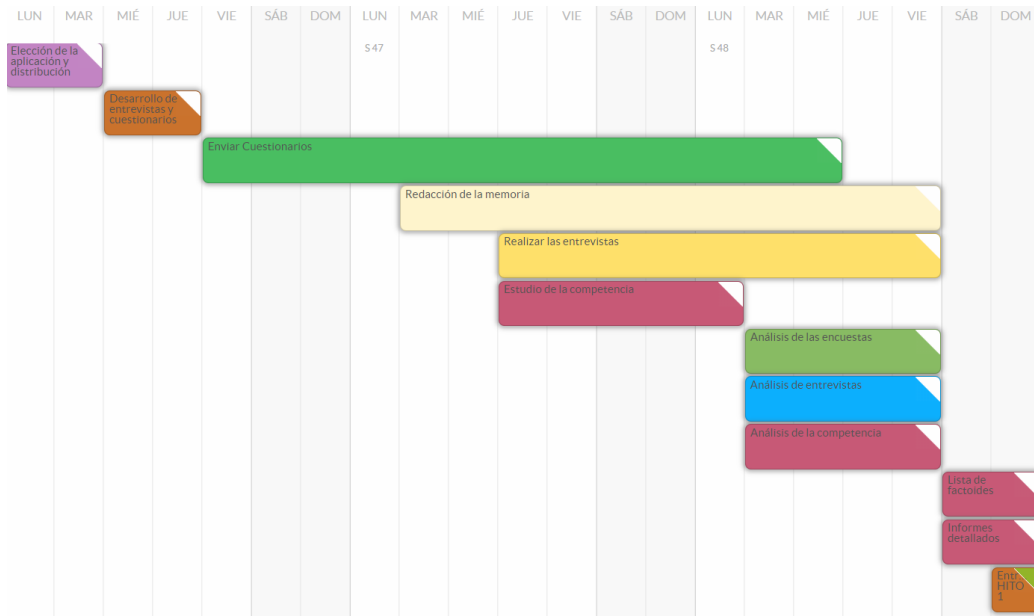 LUN MAR MIÉ JUE VIE SÁB DOM LUN MAR MIÉ JUE VIE SÁB DOM LUN MAR MIÉ JUE VIE SÁB DOM
S 47 S 48
Elección de la
aplicación y
distribución
Desarrollo de
entrevistas y
cuestionarios
Enviar Cuestionarios
Redacción de la memoria
Realizar las entrevistas
Estudio de la competencia
Análisis de las encuestas
Análisis de entrevistas
Análisis de la competencia
Lista de
factoides
Informes
detallados
Entr
HITO
1